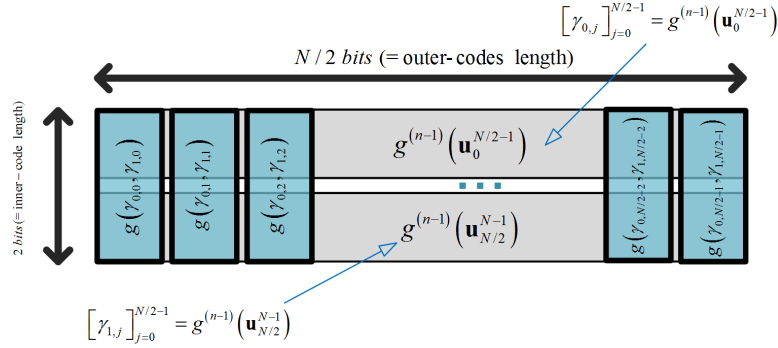 [γ_{0,j}]_{j=0}^{N/2-1} = g^{(n-1)}(𝐮_0^{N/2-1})
N / 2 bits (= outer-codes length)
2 bits(= inner-code length)
g(γ_{0,0}, γ_{1,0})
g(γ_{0,1}, γ_{1,1})
g(γ_{0,2}, γ_{1,2})
g^{(n-1)}(𝐮_0^{N/2-1})
g^{(n-1)}(𝐮_{N/2}^{N-1})
g(γ_{0,N/2-2}, γ_{1,N/2-2})
g(γ_{0,N/2-1}, γ_{1,N/2-1})
[γ_{1,j}]_{j=0}^{N/2-1} = g^{(n-1)}(𝐮_{N/2}^{N-1})